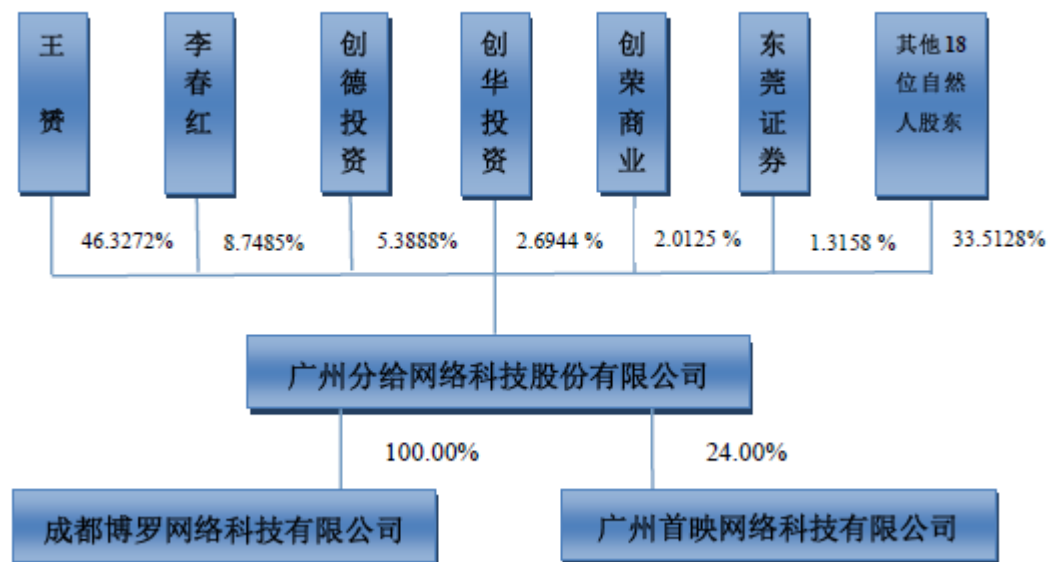 王赟
李春红
创德投资
创华投资
创荣商业
东莞证券
其他18
位自然
人股东
46.3272%
8.7485%
5.3888%
2.6944 %
2.0125 %
1.3158 %
33.5128%
广州分给网络科技股份有限公司
100.00%
24.00%
成都博罗网络科技有限公司
广州首映网络科技有限公司